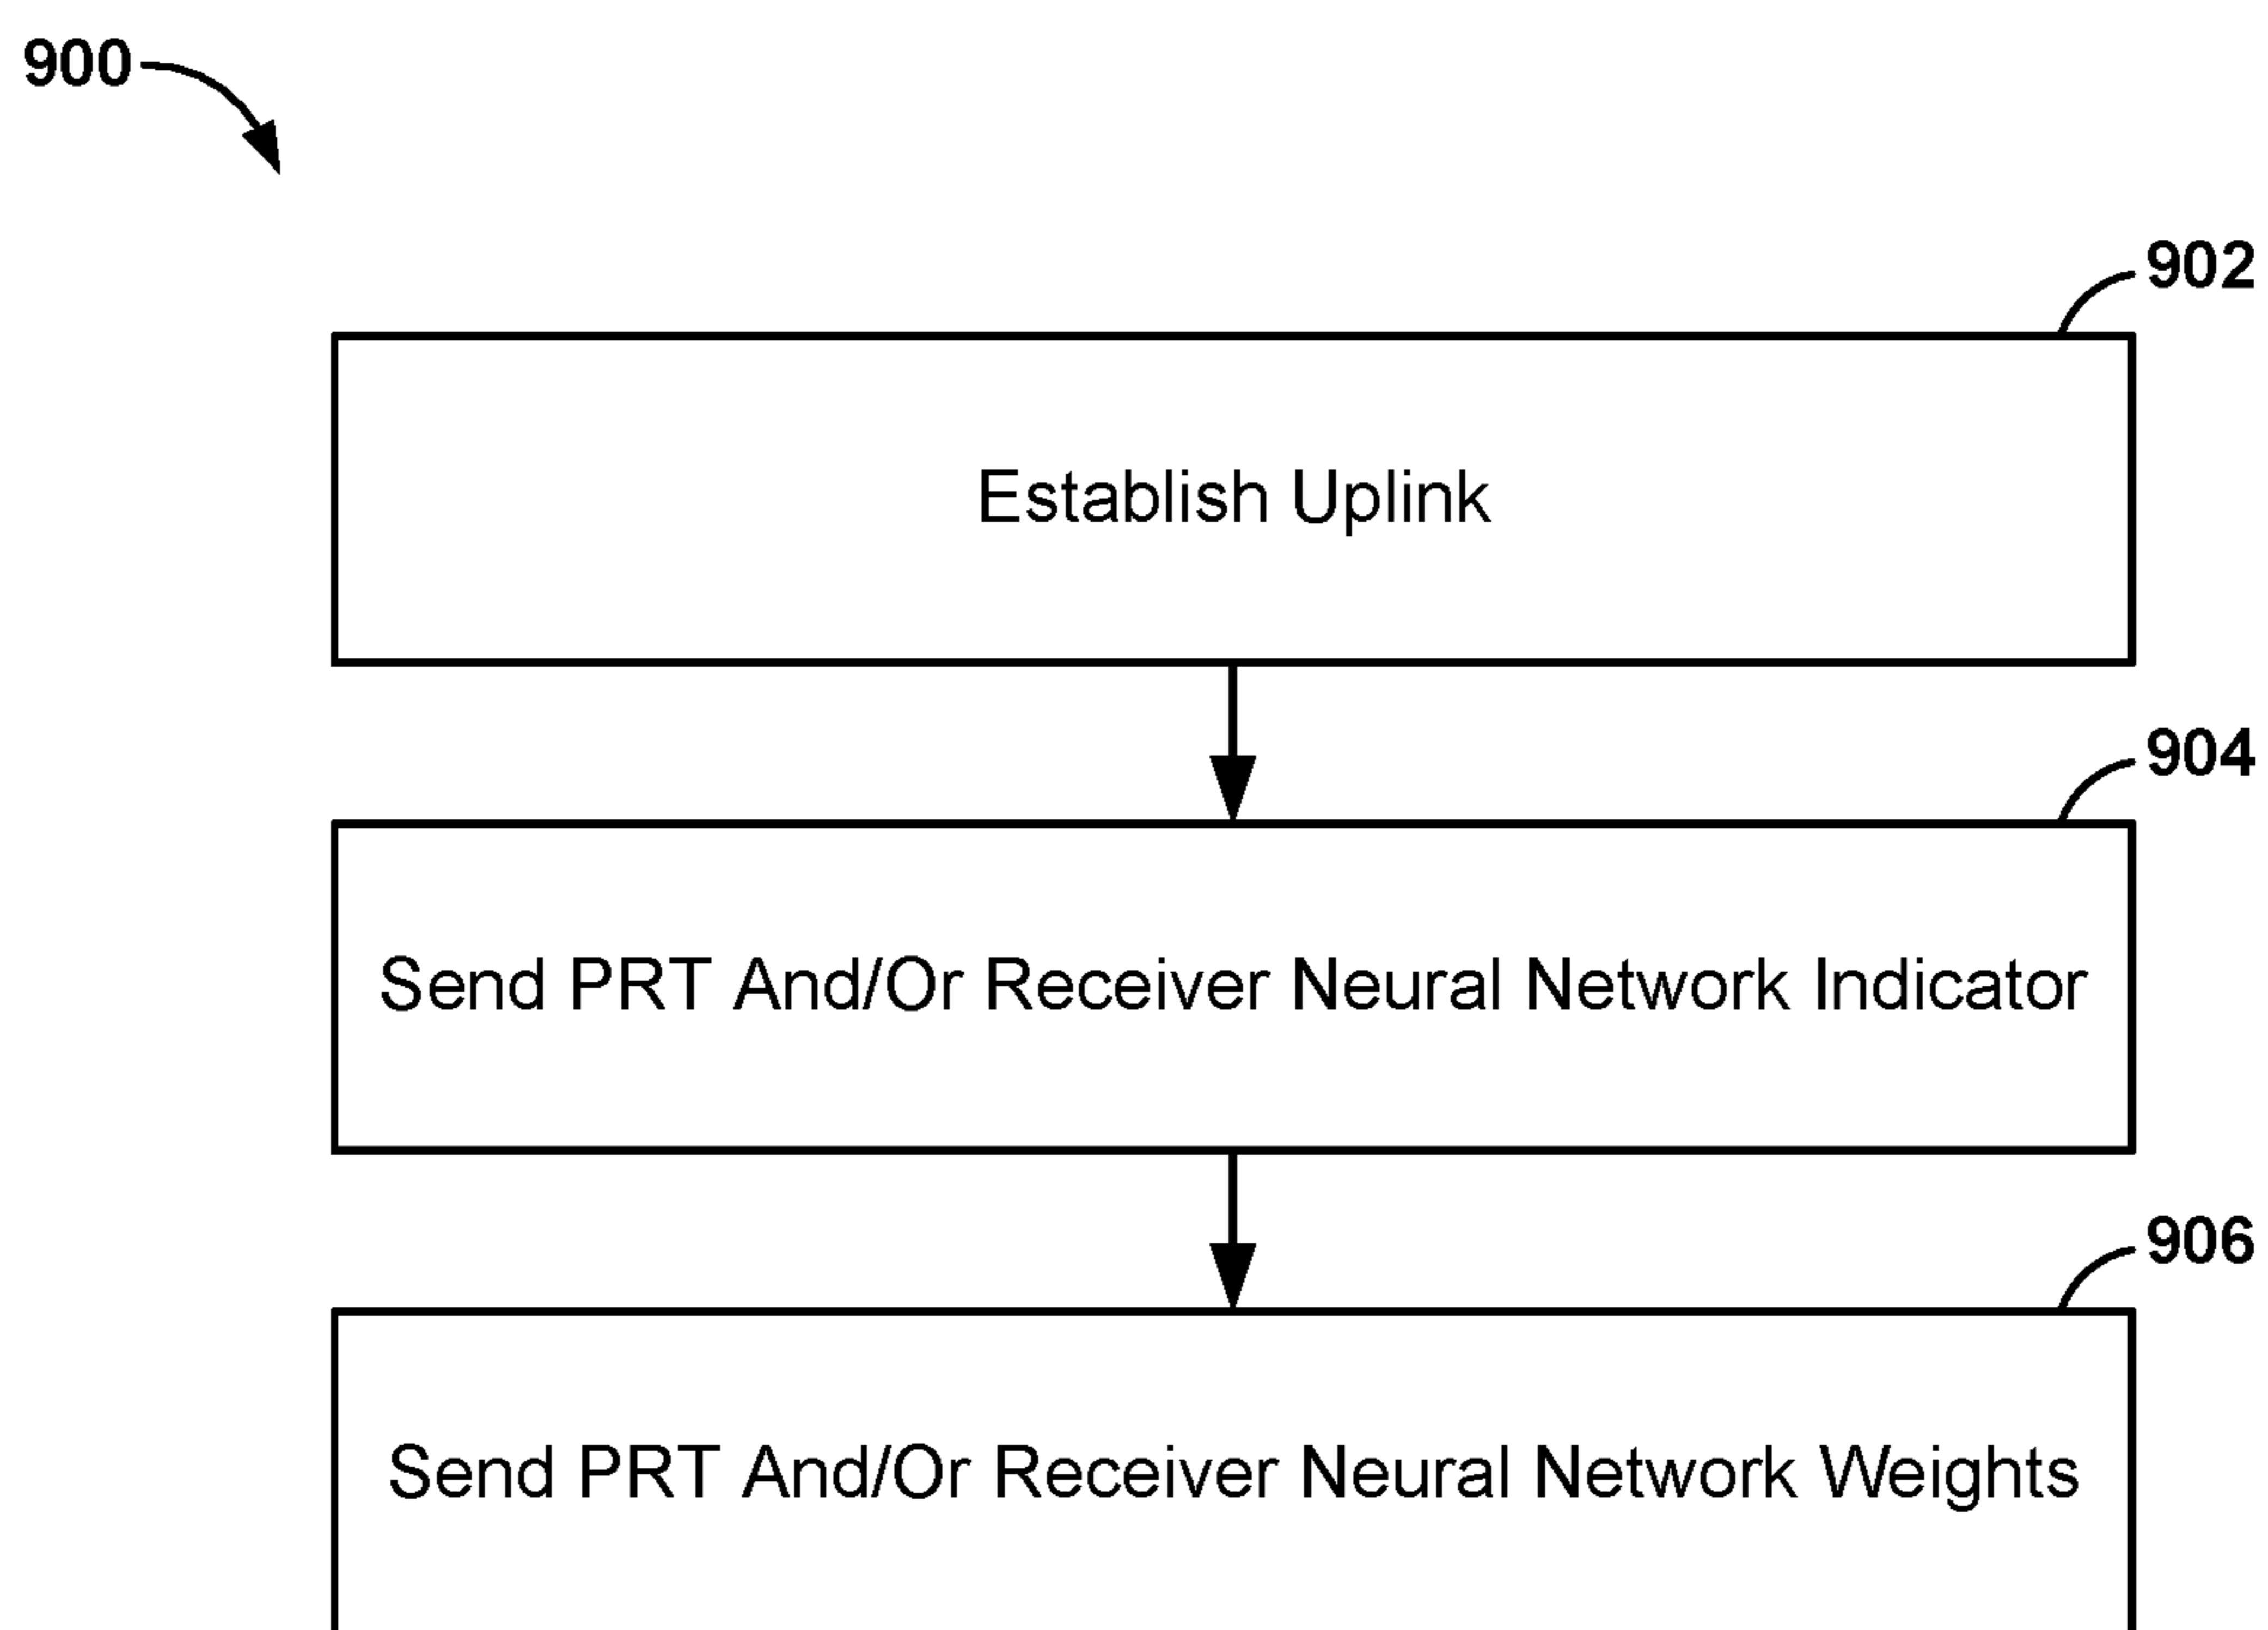 900
902
Establish Uplink
904
Send PRT And/Or Receiver Neural Network Indicator
906
Send PRT And/Or Receiver Neural Network Weights